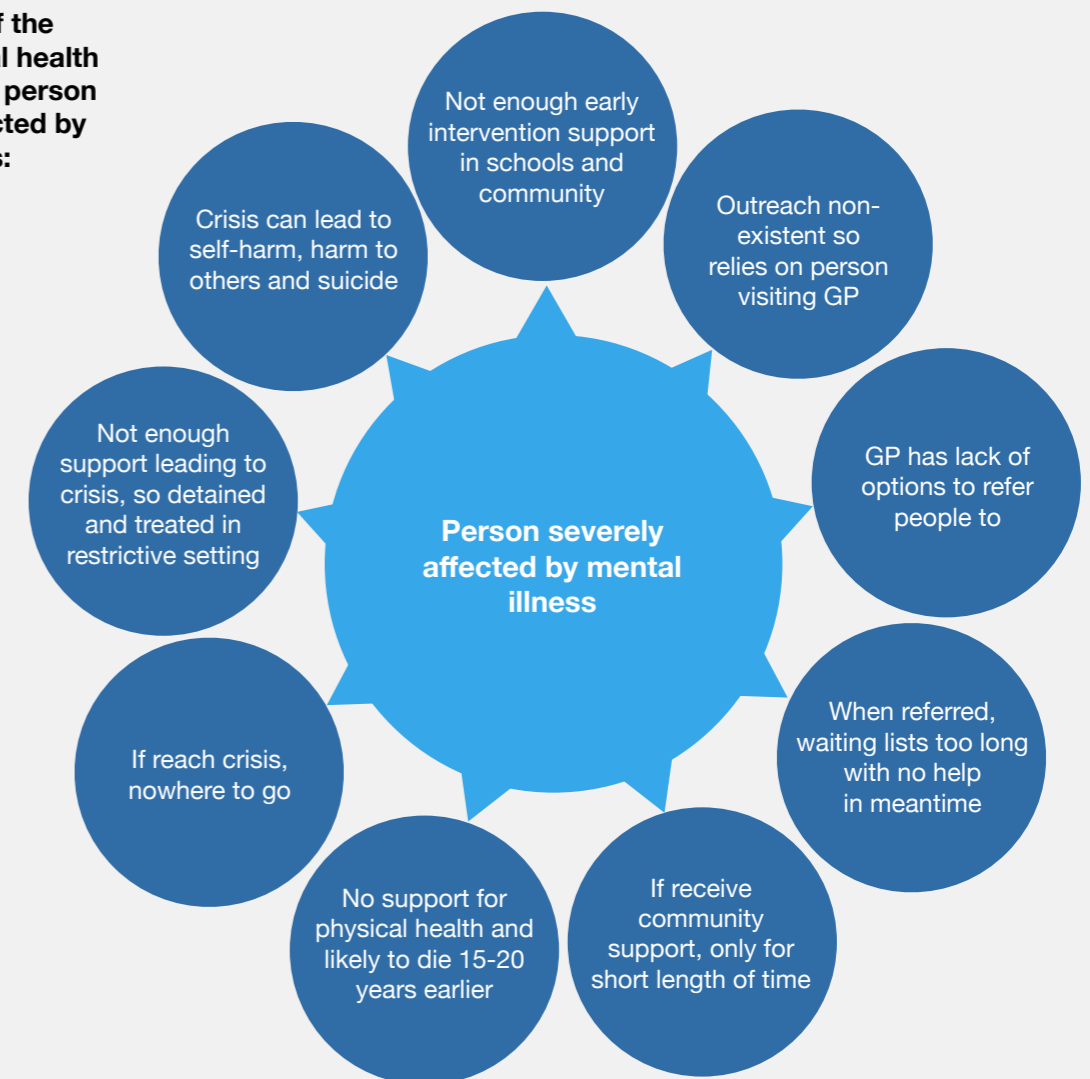 f the
l health
person
cted by
s:
Not enough early
intervention support
in schools and
community
Outreach non-
existent so
relies on person
visiting GP
GP has lack of
options to refer
people to
When referred,
waiting lists too long
with no help
in meantime
If receive
community
support, only for
short length of time
No support for
physical health and
likely to die 15-20
years earlier
If reach crisis,
nowhere to go
Not enough
support leading to
crisis, so detained
and treated in
restrictive setting
Crisis can lead to
self-harm, harm to
others and suicide
Person severely
affected by mental
illness